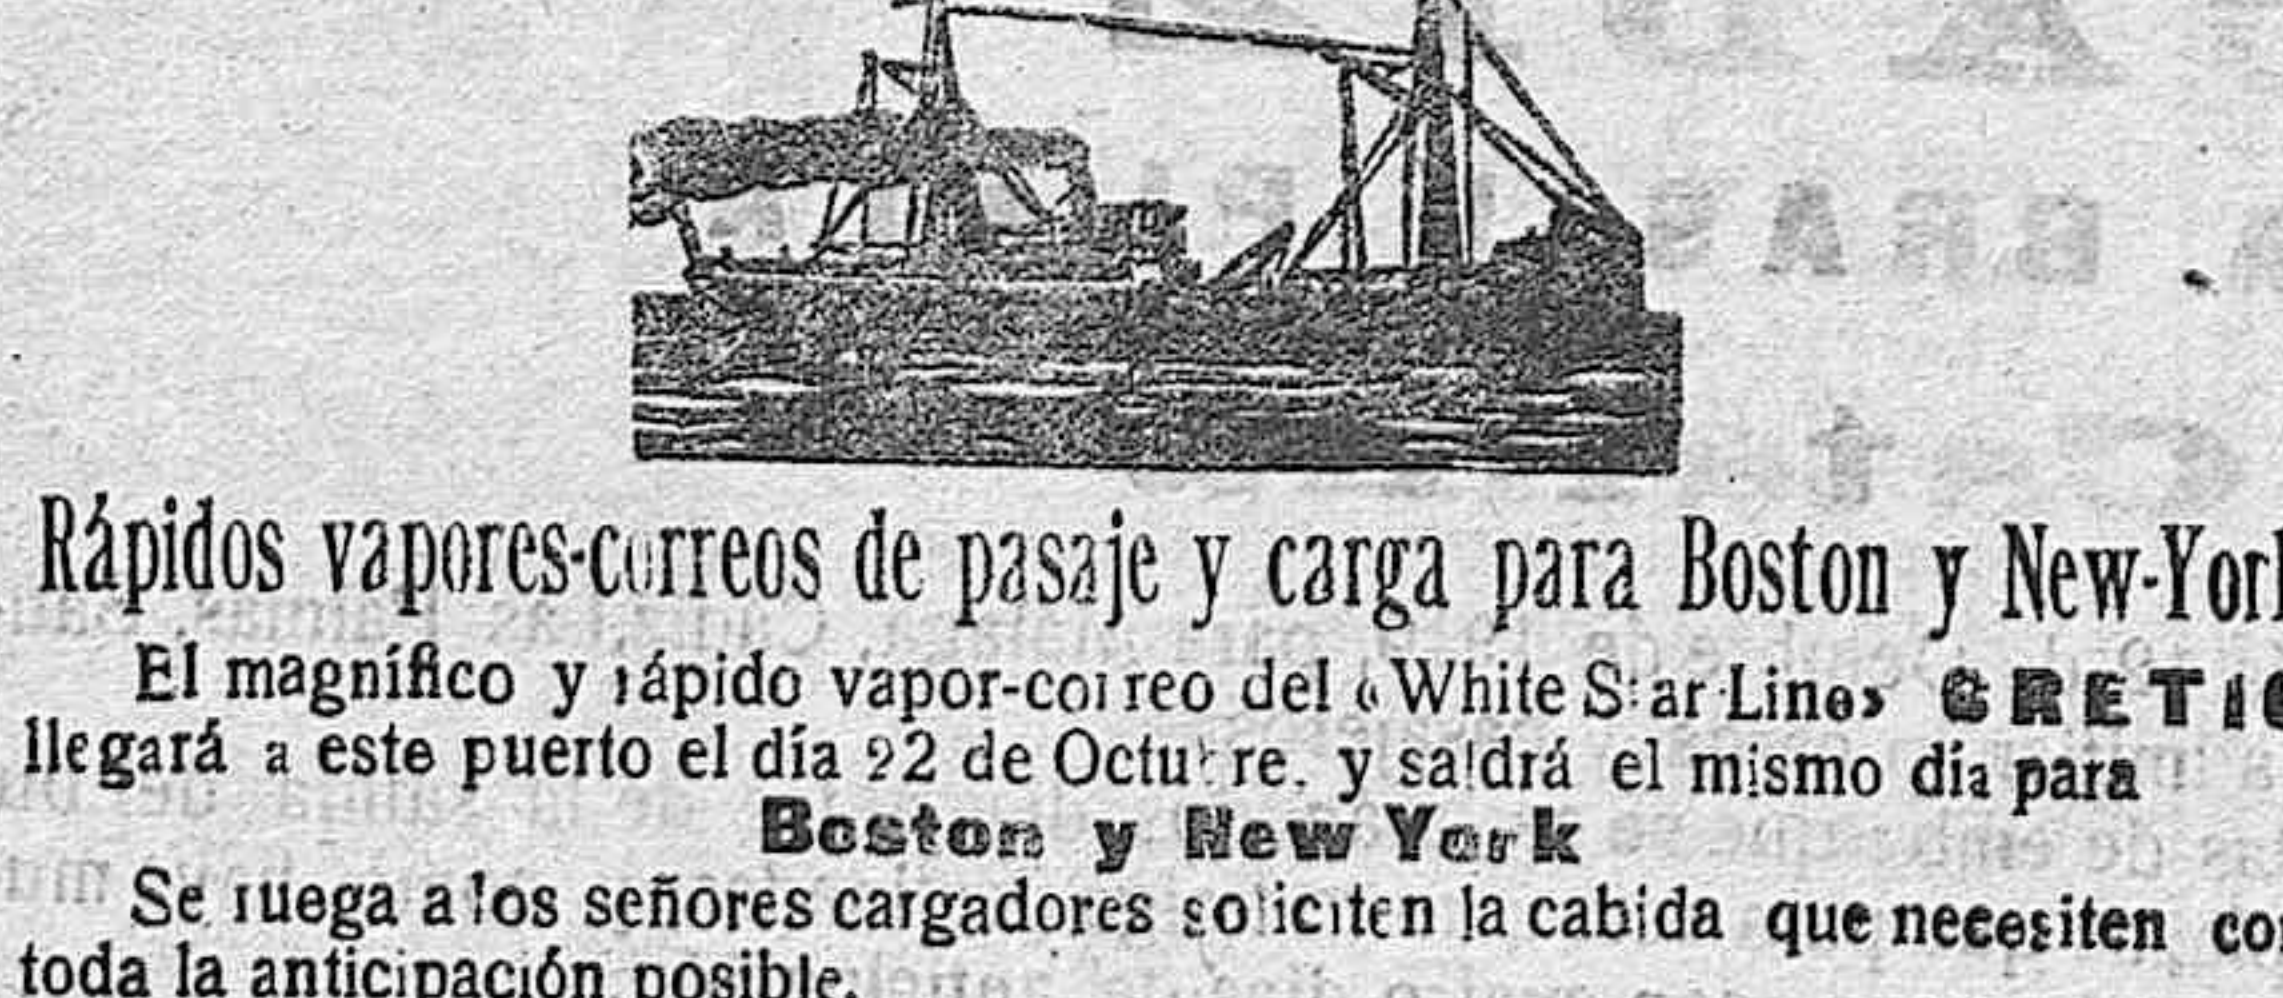 Rápidos vapores-correos de pasaje y carga para Boston y New-York
El magnífico y rápido vapor-correo del «White Star Line» CRETIC
llegará a este puerto el día 22 de Octubre. y saldrá el mismo día para
Boston y New York
Se ruega a los señores cargadores soliciten la cabida que necesiten con
toda la anticipación posible.